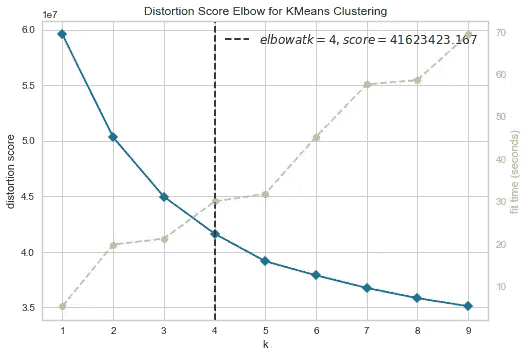 Distortion Score Elbow for KMeans Clustering
1e7
elbow at k = 4, score = 41623423.167
6.0
5.5
5.0
4.5
4.0
3.5
distortion score
70
60
50
40
30
20
10
fit time (seconds)
1 2 3 4 5 6 7 8 9
k